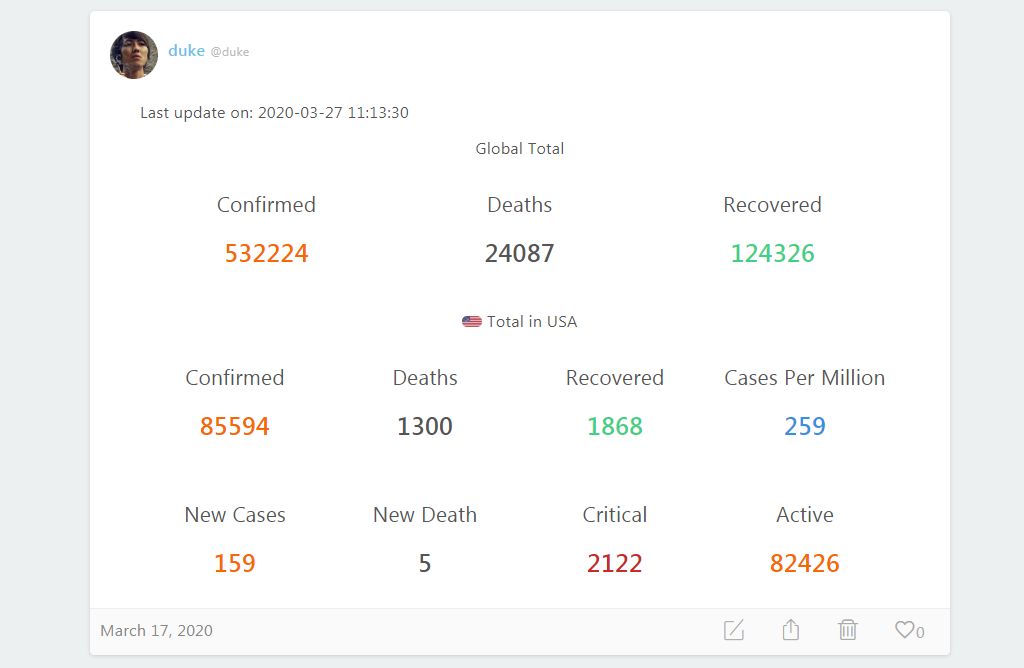 duke @duke
Last update on: 2020-03-27 11:13:30
Global Total
Confirmed Deaths Recovered
532224 24087 124326
Total in USA
Confirmed Deaths Recovered Cases Per Million
85594 1300 1868 259
New Cases New Death Critical Active
159 5 2122 82426
March 17, 2020 0